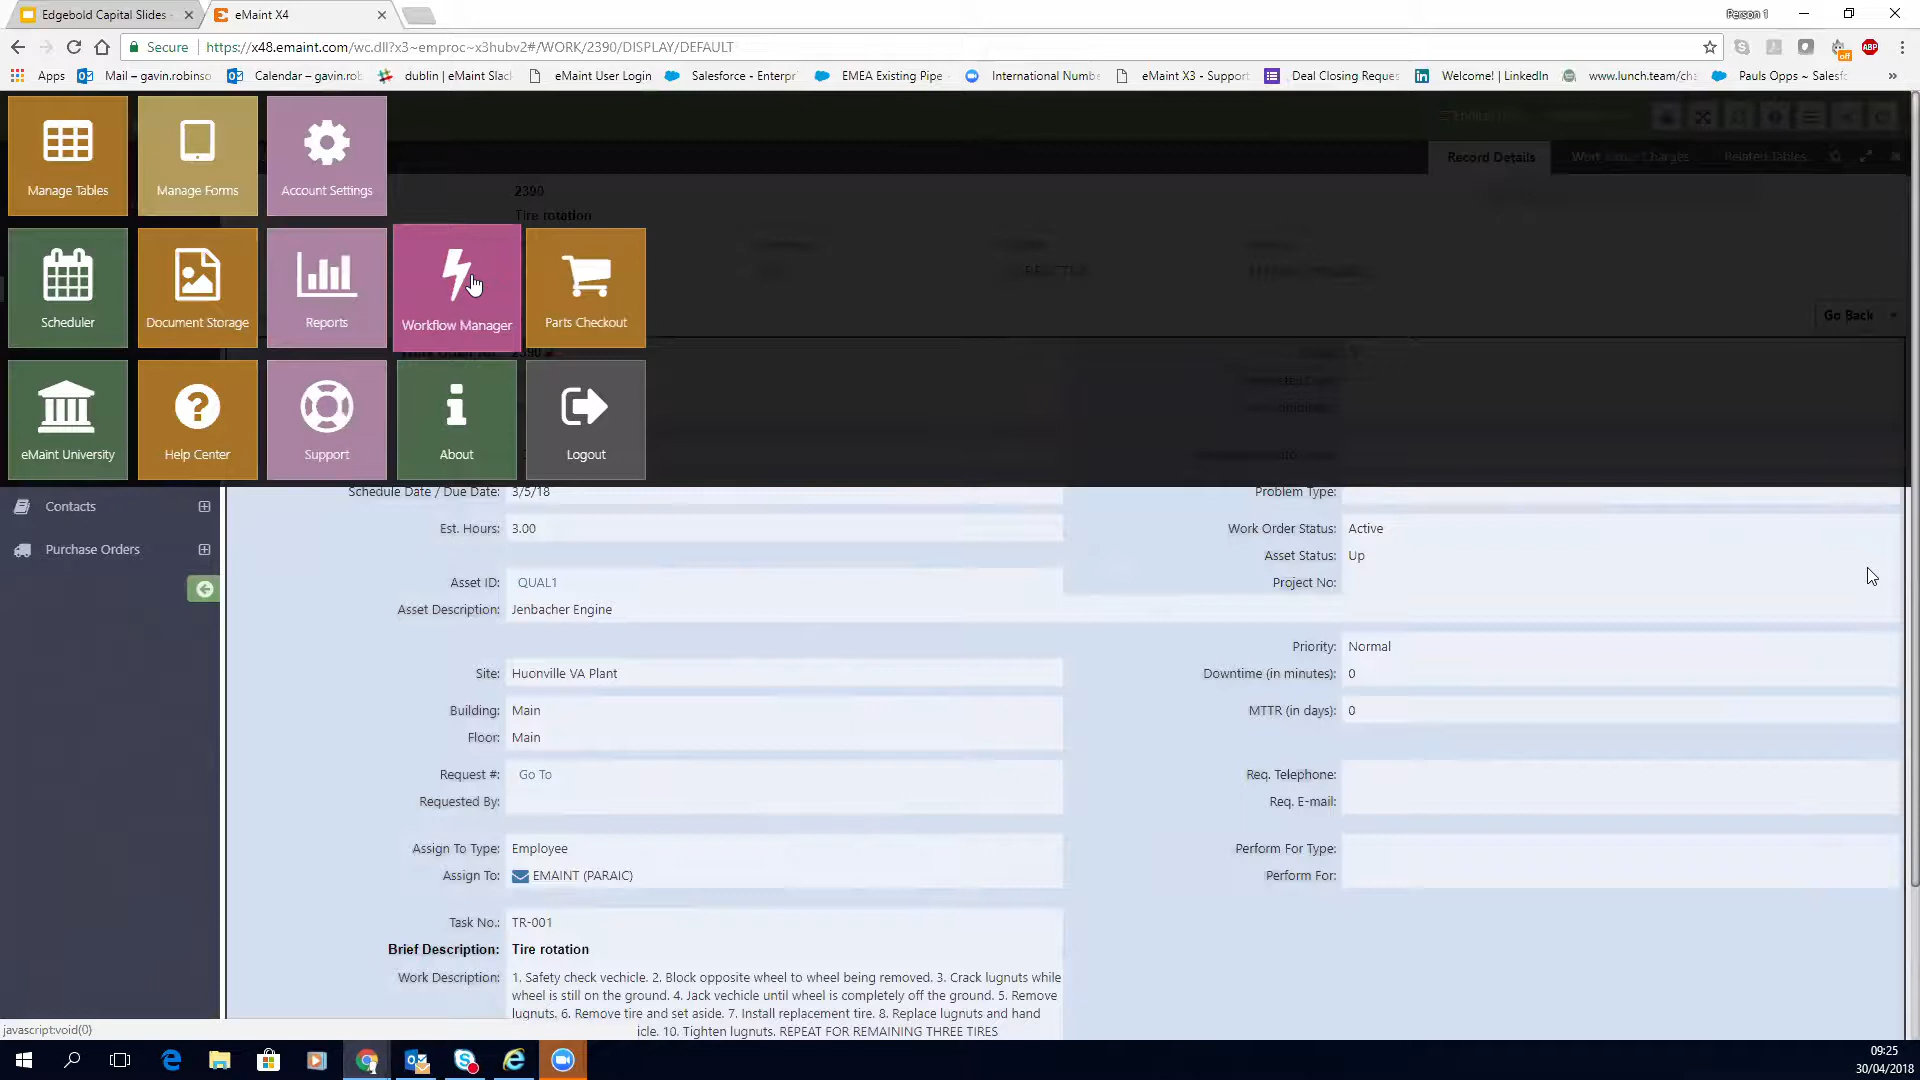 Edgebold Capital Slides -
eMaint X4
Person 1
Secure
https://x48.emaint.com/wc.dll?x3~emproc~x3hubv2#/WORK/2390/DISPLAY/DEFAULT
Apps
Mail – gavin.robinso
Calendar – gavin.rob
dublin | eMaint Slac
eMaint User Login
Salesforce - Enterpr
EMEA Existing Pipe
International Numb
eMaint X3 - Support
Deal Closing Reques
Welcome! | LinkedIn
www.lunch.team/cha
Pauls Opps ~ Salesfo
»
ABP
off
Manage Tables
Manage Forms
Account Settings
English
Record Details
Work Order Charges
Related Tables
2390
Tire rotation
Scheduler
Document Storage
Reports
Workflow Manager
Parts Checkout
Go Back
2390
eMaint University
Help Center
Support
About
Logout
Contacts
Purchase Orders
Schedule Date / Due Date: 3/5/18
Problem Type:
Est. Hours: 3.00
Work Order Status: Active
Asset Status: Up
Asset ID: QUAL1
Project No:
Asset Description: Jenbacher Engine
Priority: Normal
Site: Huonville VA Plant
Downtime (in minutes): 0
Building: Main
MTTR (in days): 0
Floor: Main
Request #: Go To
Req. Telephone:
Requested By:
Req. E-mail:
Assign To Type: Employee
Perform For Type:
Assign To: EMAINT (PARAIC)
Perform For:
Task No.: TR-001
Brief Description: Tire rotation
Work Description: 1. Safety check vechicle. 2. Block opposite wheel to wheel being removed. 3. Crack lugnuts while
wheel is still on the ground. 4. Jack vechicle until wheel is completely off the ground. 5. Remove
lugnuts. 6. Remove tire and set aside. 7. Install replacement tire. 8. Replace lugnuts and hand
icle. 10. Tighten lugnuts. REPEAT FOR REMAINING THREE TIRES
javascript:void(0)
09:25
30/04/2018